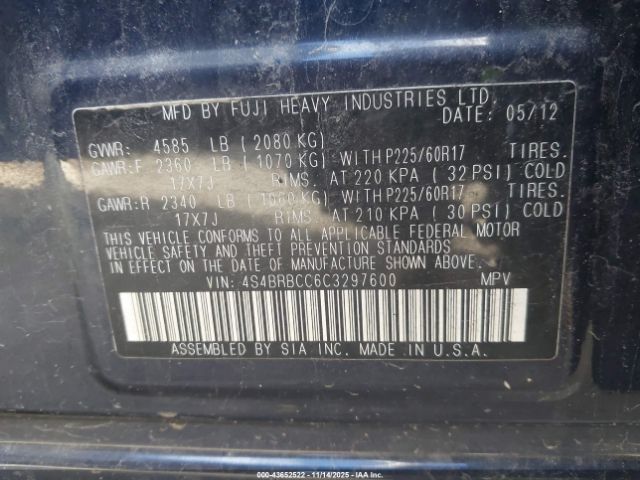 MFD BY FUJI HEAVY INDUSTRIES LTD.
DATE: 05/12
GVWR: 4585 LB (2080 KG)
GAWR:F 2360 LB (1070 KG) WITH P225/60R17 TIRES.
17X7J RIMS. AT 220 KPA (32 PSI) COLD
GAWR:R 2340 LB (1060 KG) WITH P225/60R17 TIRES.
17X7J RIMS. AT 210 KPA (30 PSI) COLD
THIS VEHICLE CONFORMS TO ALL APPLICABLE FEDERAL MOTOR
VEHICLE SAFETY AND THEFT PREVENTION STANDARDS
IN EFFECT ON THE DATE OF MANUFACTURE SHOWN ABOVE.
VIN: 4S4BRBCC6C3297600 MPV
ASSEMBLED BY SIA INC. MADE IN U.S.A.
000-43652522 - 11/14/2025 - IAA Inc.